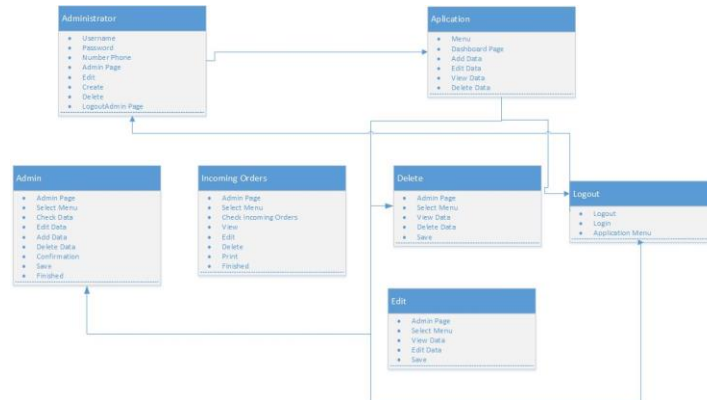 Administrator
Username
Password
Number Phone
Admin Page
Edit
Create
Delete
LogoutAdmin Page
Aplication
Menu
Dashboard Page
Add Data
Edit Data
View Data
Delete Data
Admin
Admin Page
Select Menu
Check Data
Edit Data
Add Data
Delete Data
Confirmation
Save
Finished
Incoming Orders
Admin Page
Select Menu
Check Incoming Orders
View
Edit
Delete
Print
Finished
Delete
Admin Page
Select Menu
View Data
Delete Data
Save
Logout
Logout
Login
Application Menu
Edit
Admin Page
Select Menu
View Data
Edit Data
Save